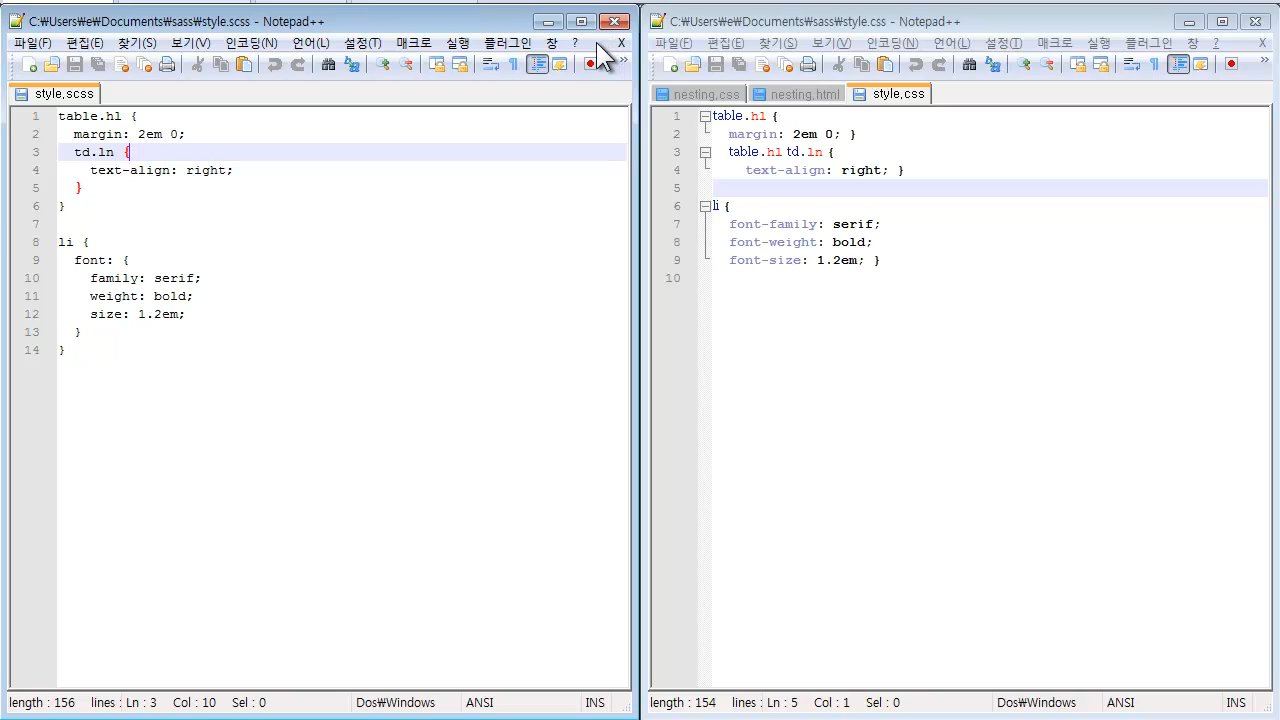 C:\Users\e\Documents\sass\style.scss - Notepad++
파일(F) 편집(E) 찾기(S) 보기(V) 인코딩(N) 언어(L) 설정(T) 매크로 실행 플러그인 창 ? X
style.scss
1 table.hl {
2 margin: 2em 0;
3 td.ln {
4 text-align: right;
5 }
6 }
7
8 li {
9 font: {
10 family: serif;
11 weight: bold;
12 size: 1.2em;
13 }
14 }
length : 156 lines : Ln : 3 Col : 10 Sel : 0 Dos\Windows ANSI INS
C:\Users\e\Documents\sass\style.css - Notepad++
파일(F) 편집(E) 찾기(S) 보기(V) 인코딩(N) 언어(L) 설정(T) 매크로 실행 플러그인 창 ? X
nesting.css nesting.html style.css
1 table.hl {
2 margin: 2em 0; }
3 table.hl td.ln {
4 text-align: right; }
5
6 li {
7 font-family: serif;
8 font-weight: bold;
9 font-size: 1.2em; }
10
length : 154 lines : Ln : 5 Col : 1 Sel : 0 Dos\Windows ANSI INS